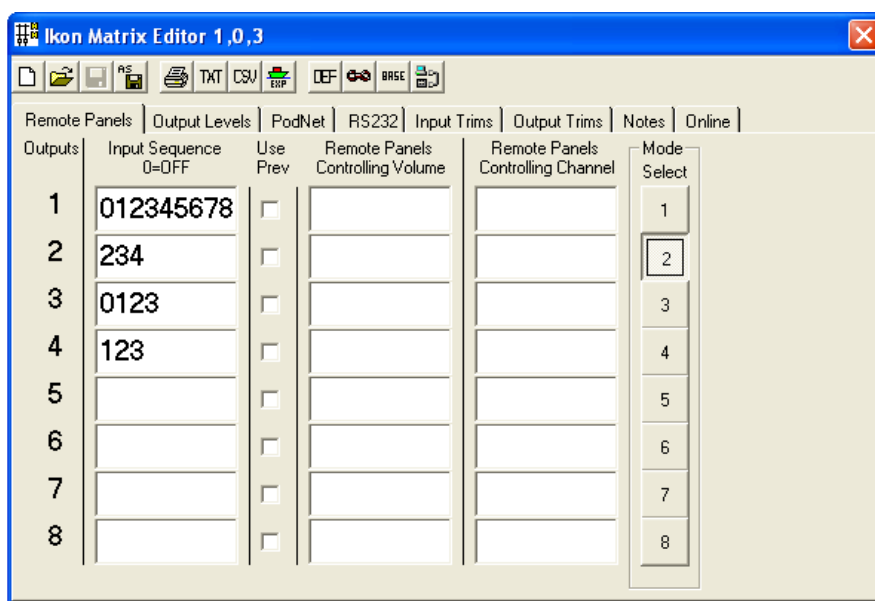 Ikon Matrix Editor 1,0,3
AS TXT CSV EXP DEF BASE
Remote Panels Output Levels PodNet RS232 Input Trims Output Trims Notes Online
Outputs Input Sequence Use Remote Panels Remote Panels Mode
0=OFF Prev Controlling Volume Controlling Channel Select
1 012345678 1
2 234 2
3 0123 3
4 123 4
5 5
6 6
7 7
8 8